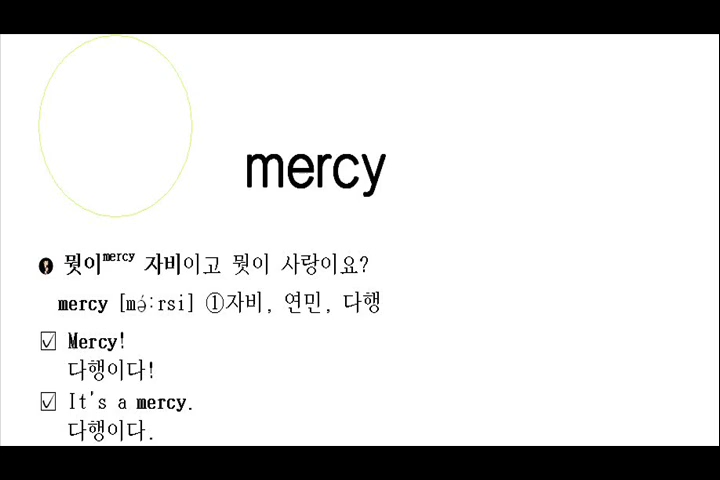 mercy
뭣이mercy 자비이고 뭣이 사랑이요?
mercy [mə́ːrsi] ①자비, 연민, 다행
☑ Mercy!
다행이다!
☑ It's a mercy.
다행이다.